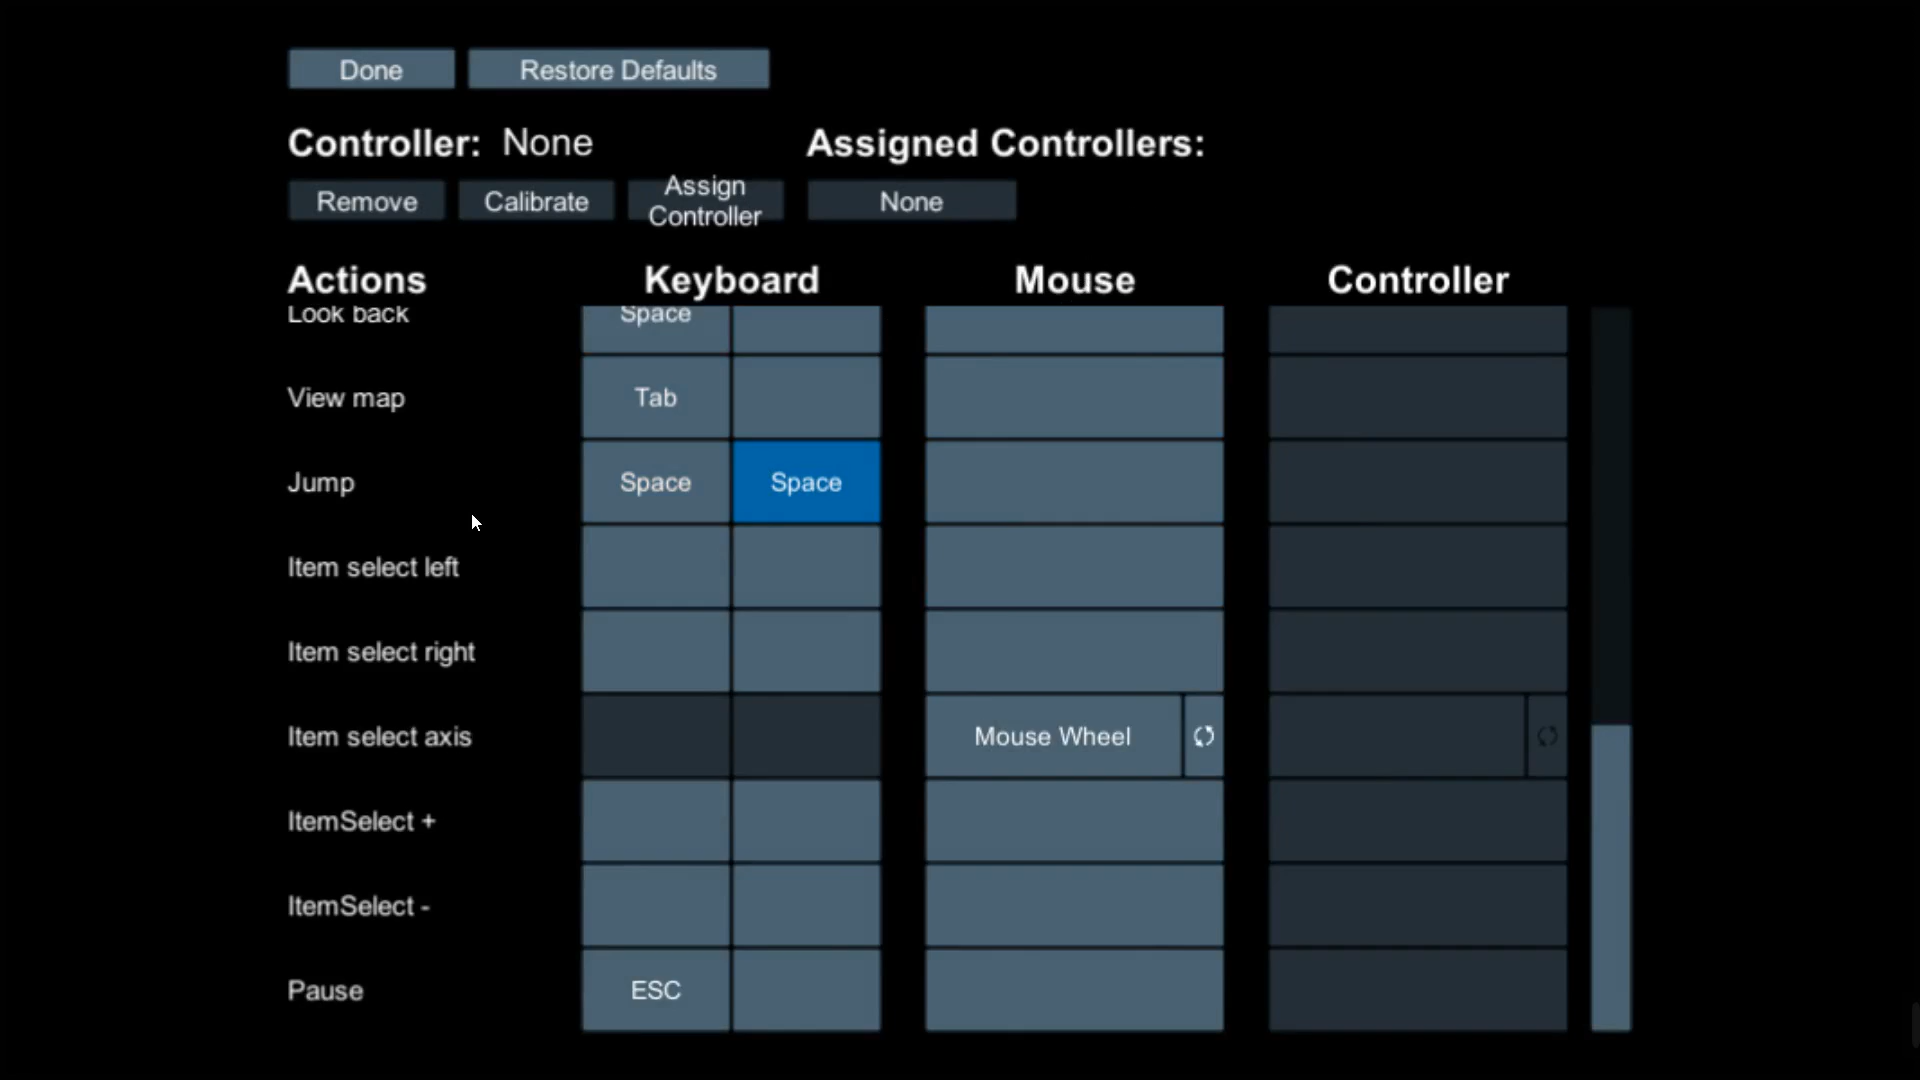 Done Restore Defaults
Controller: None Assigned Controllers:
Remove Calibrate Assign Controller None
Actions Keyboard Mouse Controller
Look back Space
View map Tab
Jump Space Space
Item select left
Item select right
Item select axis Mouse Wheel
ItemSelect +
ItemSelect -
Pause ESC